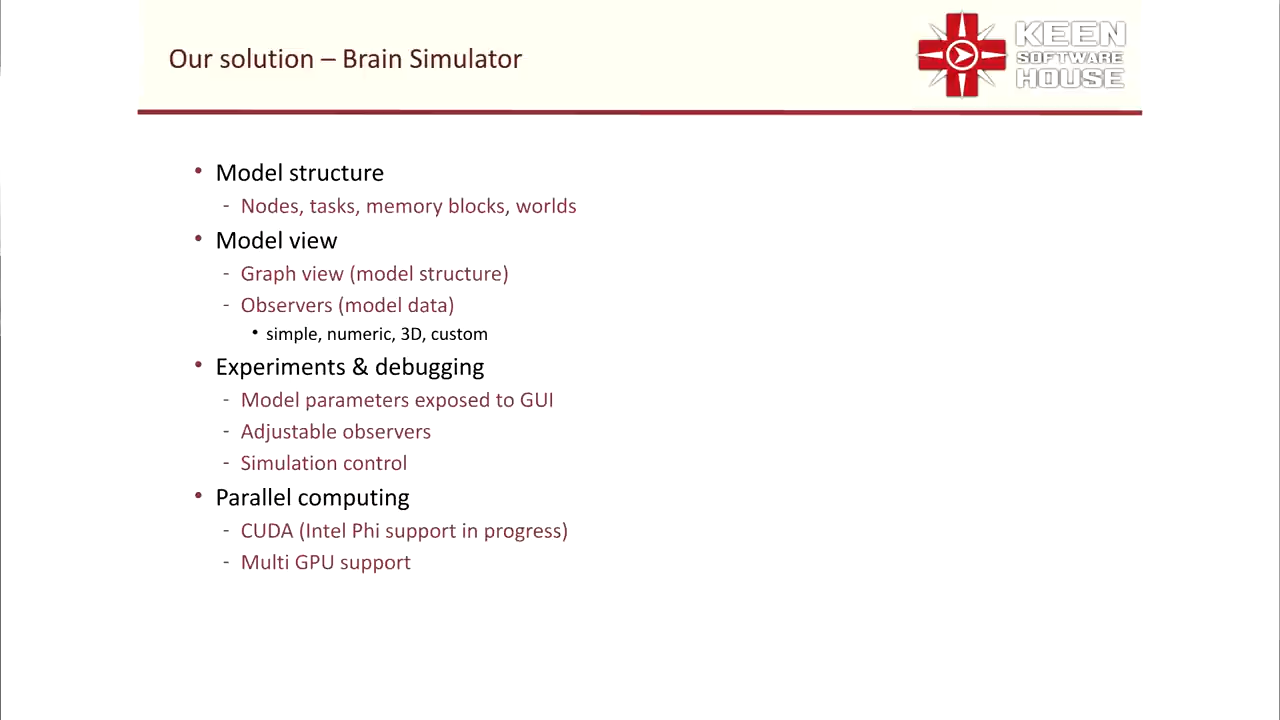 Our solution – Brain Simulator
KEEN
SOFTWARE
HOUSE
• Model structure
- Nodes, tasks, memory blocks, worlds
• Model view
- Graph view (model structure)
- Observers (model data)
• simple, numeric, 3D, custom
• Experiments & debugging
- Model parameters exposed to GUI
- Adjustable observers
- Simulation control
• Parallel computing
- CUDA (Intel Phi support in progress)
- Multi GPU support